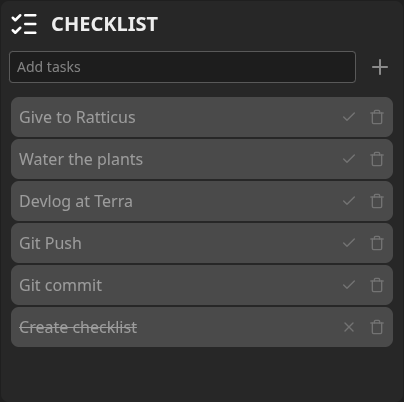 CHECKLIST
Add tasks
Give to Ratticus
Water the plants
Devlog at Terra
Git Push
Git commit
Create checklist